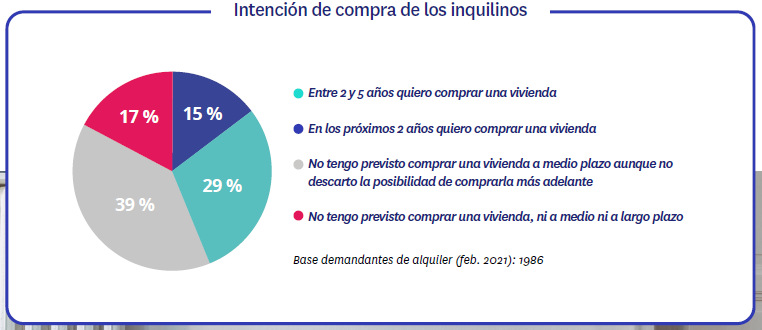 Intención de compra de los inquilinos
17 %
15 %
29 %
39 %
Entre 2 y 5 años quiero comprar una vivienda
En los próximos 2 años quiero comprar una vivienda
No tengo previsto comprar una vivienda a medio plazo aunque no
descarto la posibilidad de comprarla más adelante
No tengo previsto comprar una vivienda, ni a medio ni a largo plazo
Base demandantes de alquiler (feb. 2021): 1986